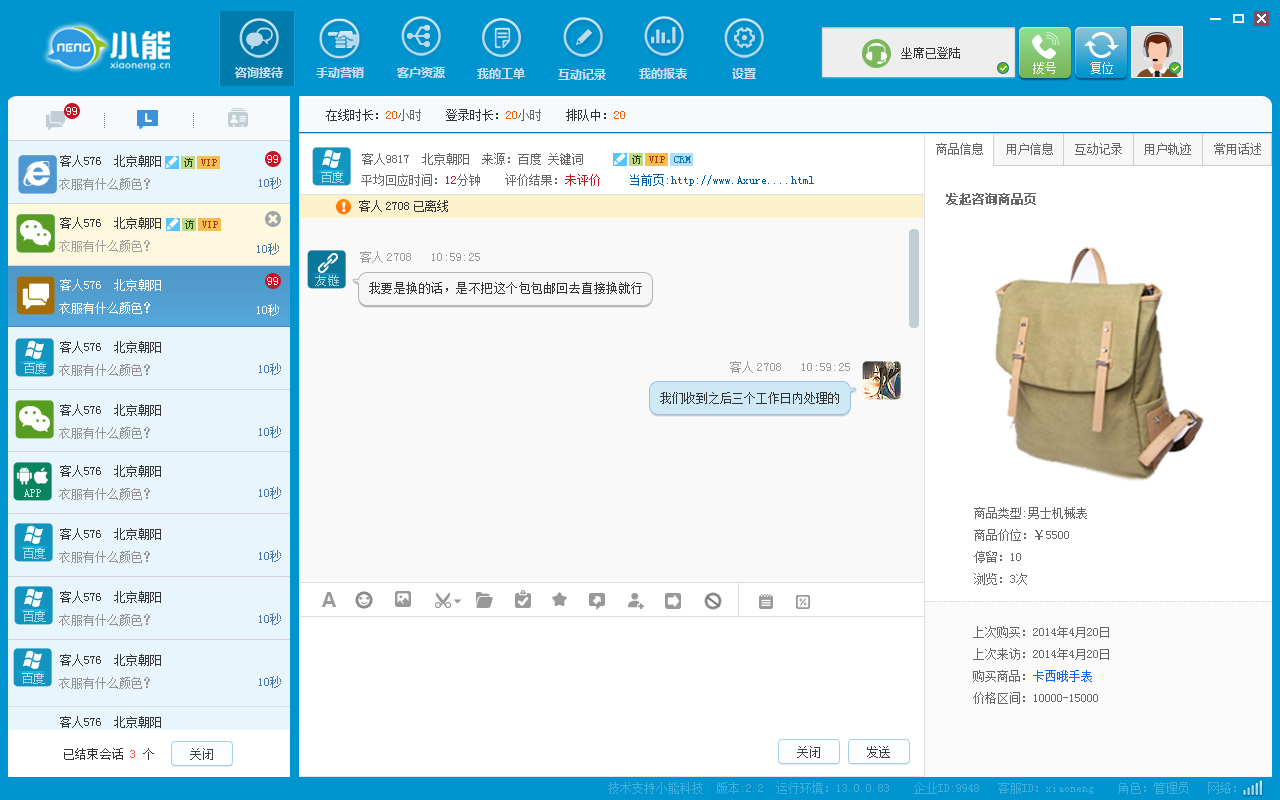 NENG 小能
xiaoneng.cn
咨询接待
手动营销
客户资源
我的工单
互动记录
我的报表
设置
坐席已登陆
拨号
复位
99
L
客人576 北京朝阳 访 VIP 99
衣服有什么颜色？ 10秒
客人576 北京朝阳 访 VIP
衣服有什么颜色？ 10秒
客人576 北京朝阳 99
衣服有什么颜色？ 10秒
百度
客人576 北京朝阳
衣服有什么颜色？ 10秒
客人576 北京朝阳
衣服有什么颜色？ 10秒
APP
客人576 北京朝阳
衣服有什么颜色？ 10秒
百度
客人576 北京朝阳
衣服有什么颜色？ 10秒
百度
客人576 北京朝阳
衣服有什么颜色？ 10秒
百度
客人576 北京朝阳
衣服有什么颜色？ 10秒
客人576 北京朝阳
已结束会话 3 个 关闭
在线时长：20小时 登录时长：20小时 排队中：20
百度
客人9817 北京朝阳 来源：百度 关键词 访 VIP CRM
平均回应时间：12分钟 评价结果：未评价 当前页:http://www.Axure....html
客人 2708 已离线
友链
客人 2708 10:59:25
我要是换的话，是不把这个包包邮回去直接换就行
客人 2708 10:59:25
我们收到之后三个工作日内处理的
A
关闭 发送
商品信息 用户信息 互动记录 用户轨迹 常用话述
发起咨询商品页
商品类型:男士机械表
商品价位：￥5500
停留：10
浏览：3次
上次购买：2014年4月20日
上次来访：2014年4月20日
购买商品：卡西哦手表
价格区间：10000-15000
技术支持小能科技 版本:2.2 运行环境：13.0.0.83 企业ID:9948 客服ID：xiaoneng 角色：管理员 网络: